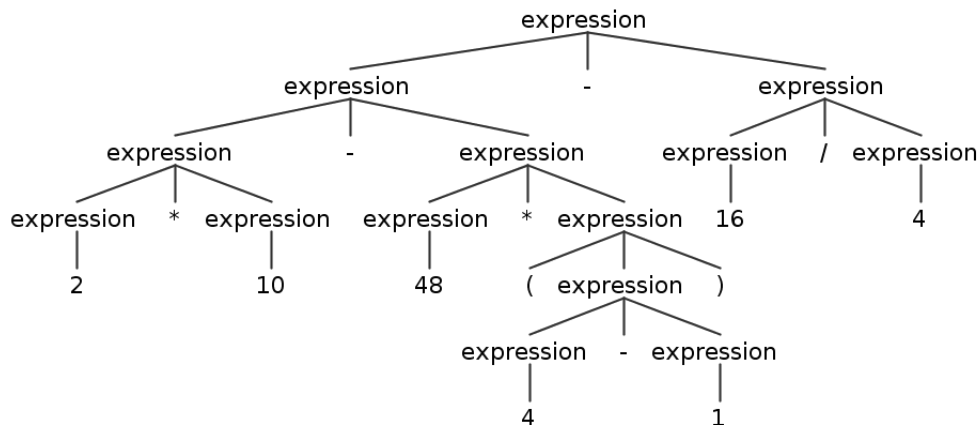 expression
expression - expression
expression - expression expression / expression
expression * expression expression * expression 16 4
2 10 48 ( expression )
expression - expression
4 1